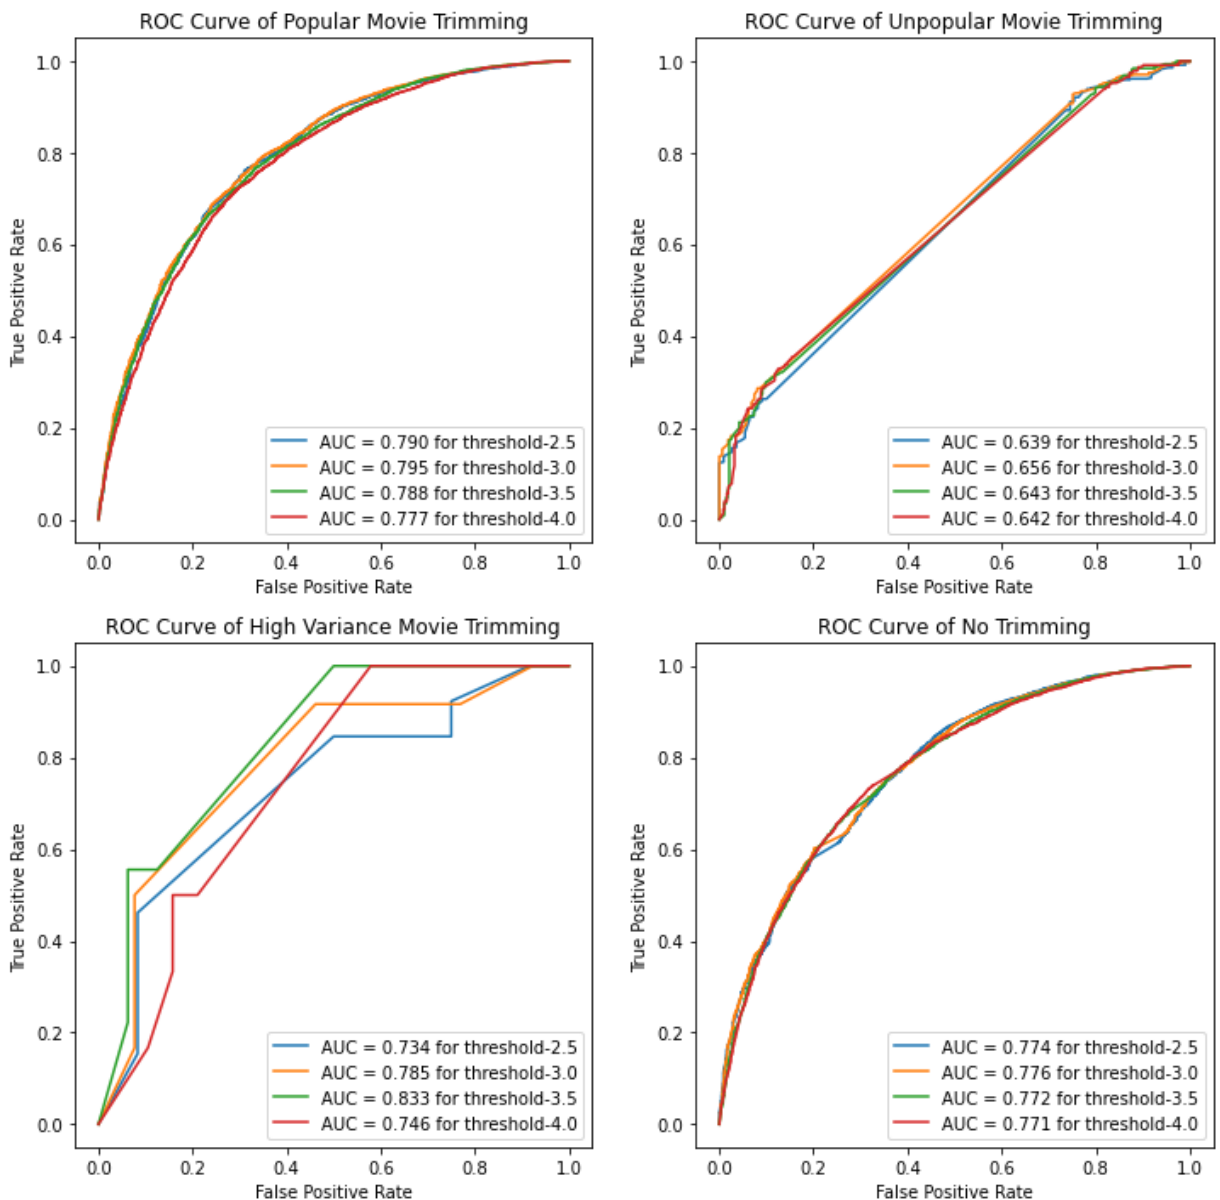 ROC Curve of Popular Movie Trimming
True Positive Rate
1.0
0.8
0.6
0.4
0.2
0.0
AUC = 0.790 for threshold-2.5
AUC = 0.795 for threshold-3.0
AUC = 0.788 for threshold-3.5
AUC = 0.777 for threshold-4.0
0.0 0.2 0.4 0.6 0.8 1.0
False Positive Rate
ROC Curve of Unpopular Movie Trimming
True Positive Rate
1.0
0.8
0.6
0.4
0.2
0.0
AUC = 0.639 for threshold-2.5
AUC = 0.656 for threshold-3.0
AUC = 0.643 for threshold-3.5
AUC = 0.642 for threshold-4.0
0.0 0.2 0.4 0.6 0.8 1.0
False Positive Rate
ROC Curve of High Variance Movie Trimming
True Positive Rate
1.0
0.8
0.6
0.4
0.2
0.0
AUC = 0.734 for threshold-2.5
AUC = 0.785 for threshold-3.0
AUC = 0.833 for threshold-3.5
AUC = 0.746 for threshold-4.0
0.0 0.2 0.4 0.6 0.8 1.0
False Positive Rate
ROC Curve of No Trimming
True Positive Rate
1.0
0.8
0.6
0.4
0.2
0.0
AUC = 0.774 for threshold-2.5
AUC = 0.776 for threshold-3.0
AUC = 0.772 for threshold-3.5
AUC = 0.771 for threshold-4.0
0.0 0.2 0.4 0.6 0.8 1.0
False Positive Rate